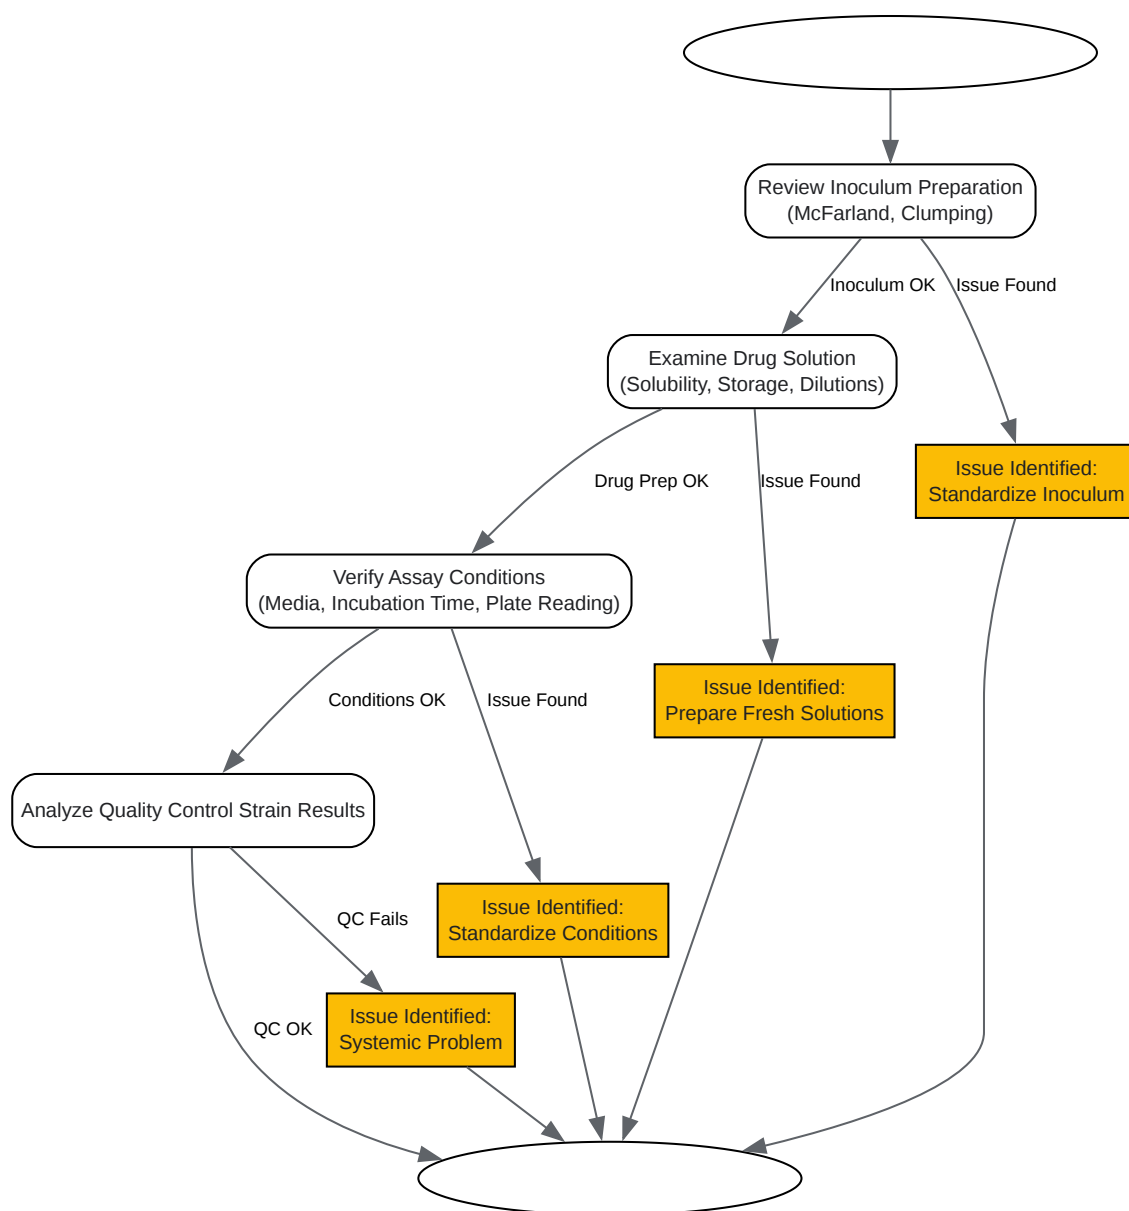 Review Inoculum Preparation
(McFarland, Clumping)
Inoculum OK
Issue Found
Examine Drug Solution
(Solubility, Storage, Dilutions)
Issue Identified:
Standardize Inoculum
Drug Prep OK
Issue Found
Verify Assay Conditions
(Media, Incubation Time, Plate Reading)
Issue Identified:
Prepare Fresh Solutions
Conditions OK
Issue Found
Analyze Quality Control Strain Results
Issue Identified:
Standardize Conditions
QC Fails
QC OK
Issue Identified:
Systemic Problem